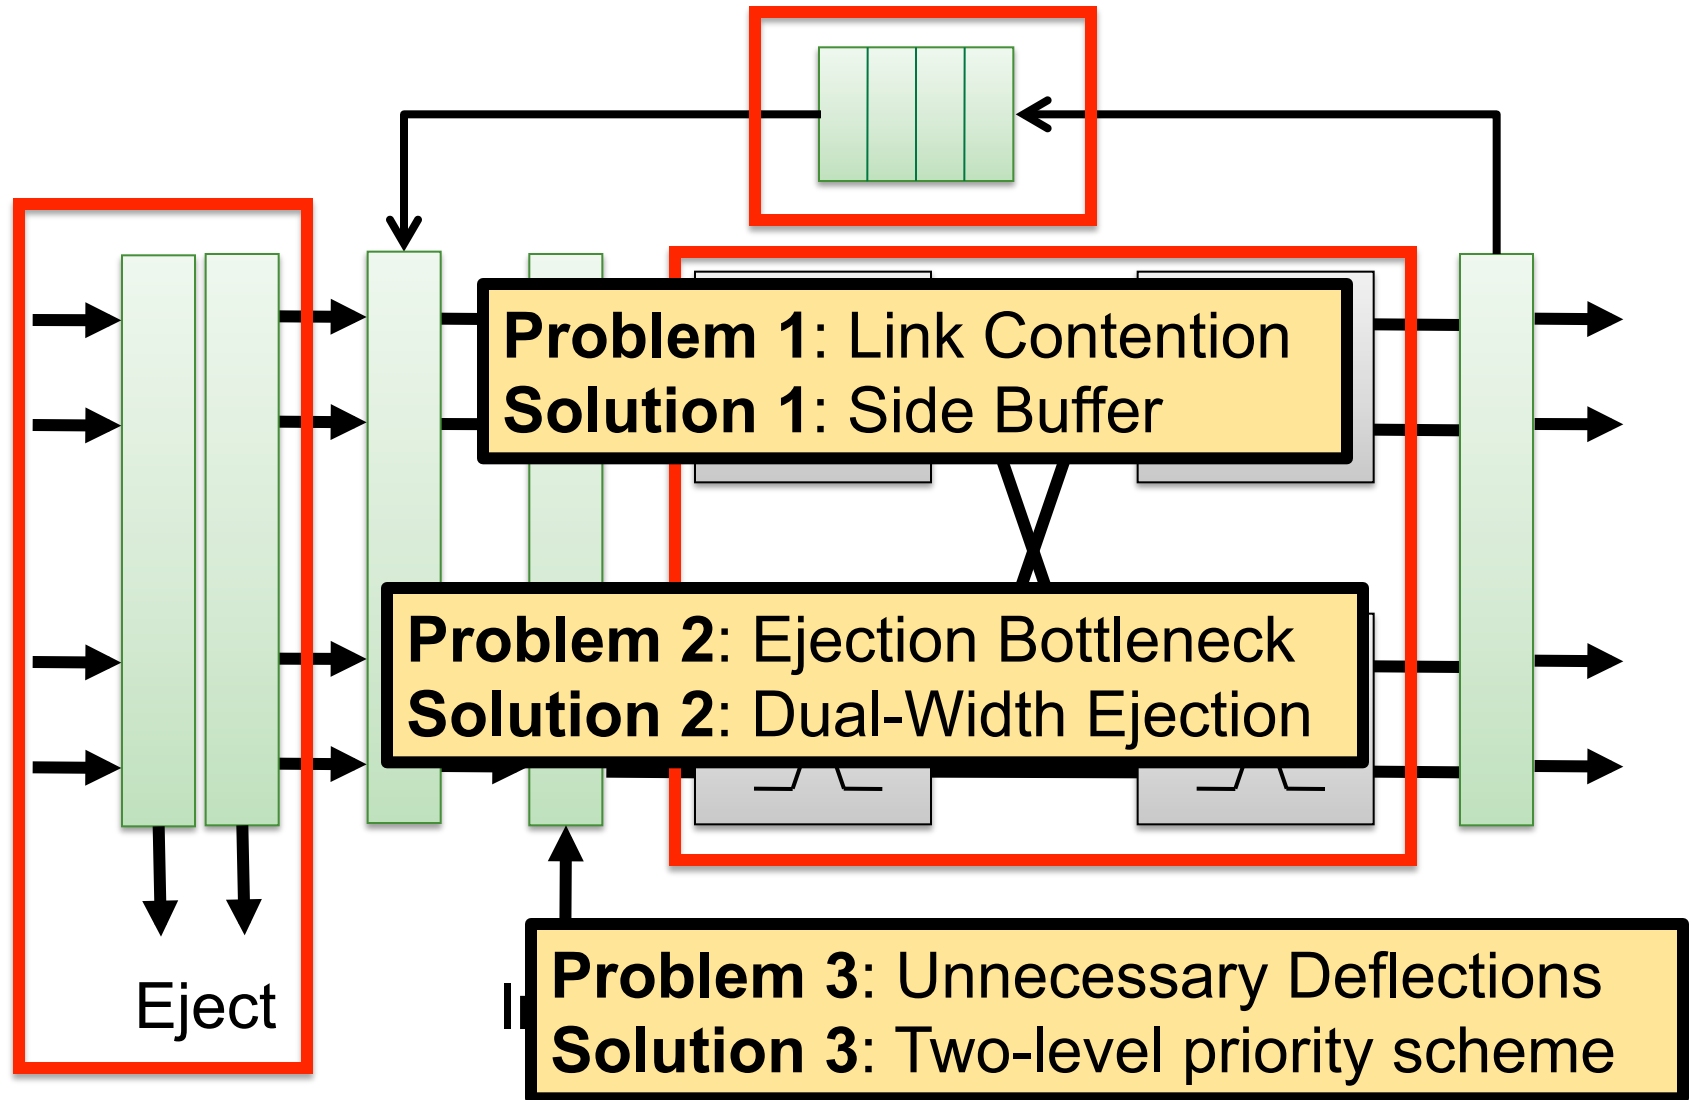 Problem 1: Link Contention
Solution 1: Side Buffer
Problem 2: Ejection Bottleneck
Solution 2: Dual-Width Ejection
Eject
Problem 3: Unnecessary Deflections
Solution 3: Two-level priority scheme